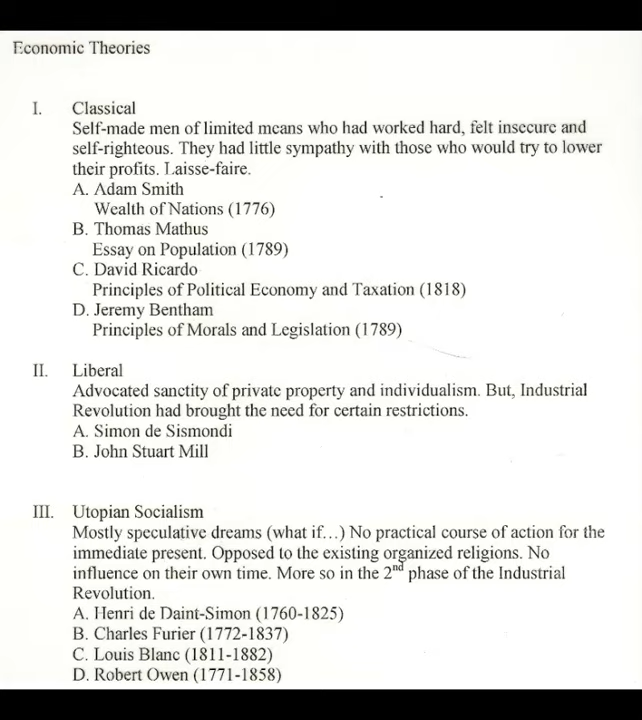 Economic Theories
I. Classical
Self-made men of limited means who had worked hard, felt insecure and
self-righteous. They had little sympathy with those who would try to lower
their profits. Laisse-faire.
A. Adam Smith
Wealth of Nations (1776)
B. Thomas Mathus
Essay on Population (1789)
C. David Ricardo
Principles of Political Economy and Taxation (1818)
D. Jeremy Bentham
Principles of Morals and Legislation (1789)
II. Liberal
Advocated sanctity of private property and individualism. But, Industrial
Revolution had brought the need for certain restrictions.
A. Simon de Sismondi
B. John Stuart Mill
III. Utopian Socialism
Mostly speculative dreams (what if…) No practical course of action for the
immediate present. Opposed to the existing organized religions. No
influence on their own time. More so in the 2nd phase of the Industrial
Revolution.
A. Henri de Daint-Simon (1760-1825)
B. Charles Furier (1772-1837)
C. Louis Blanc (1811-1882)
D. Robert Owen (1771-1858)